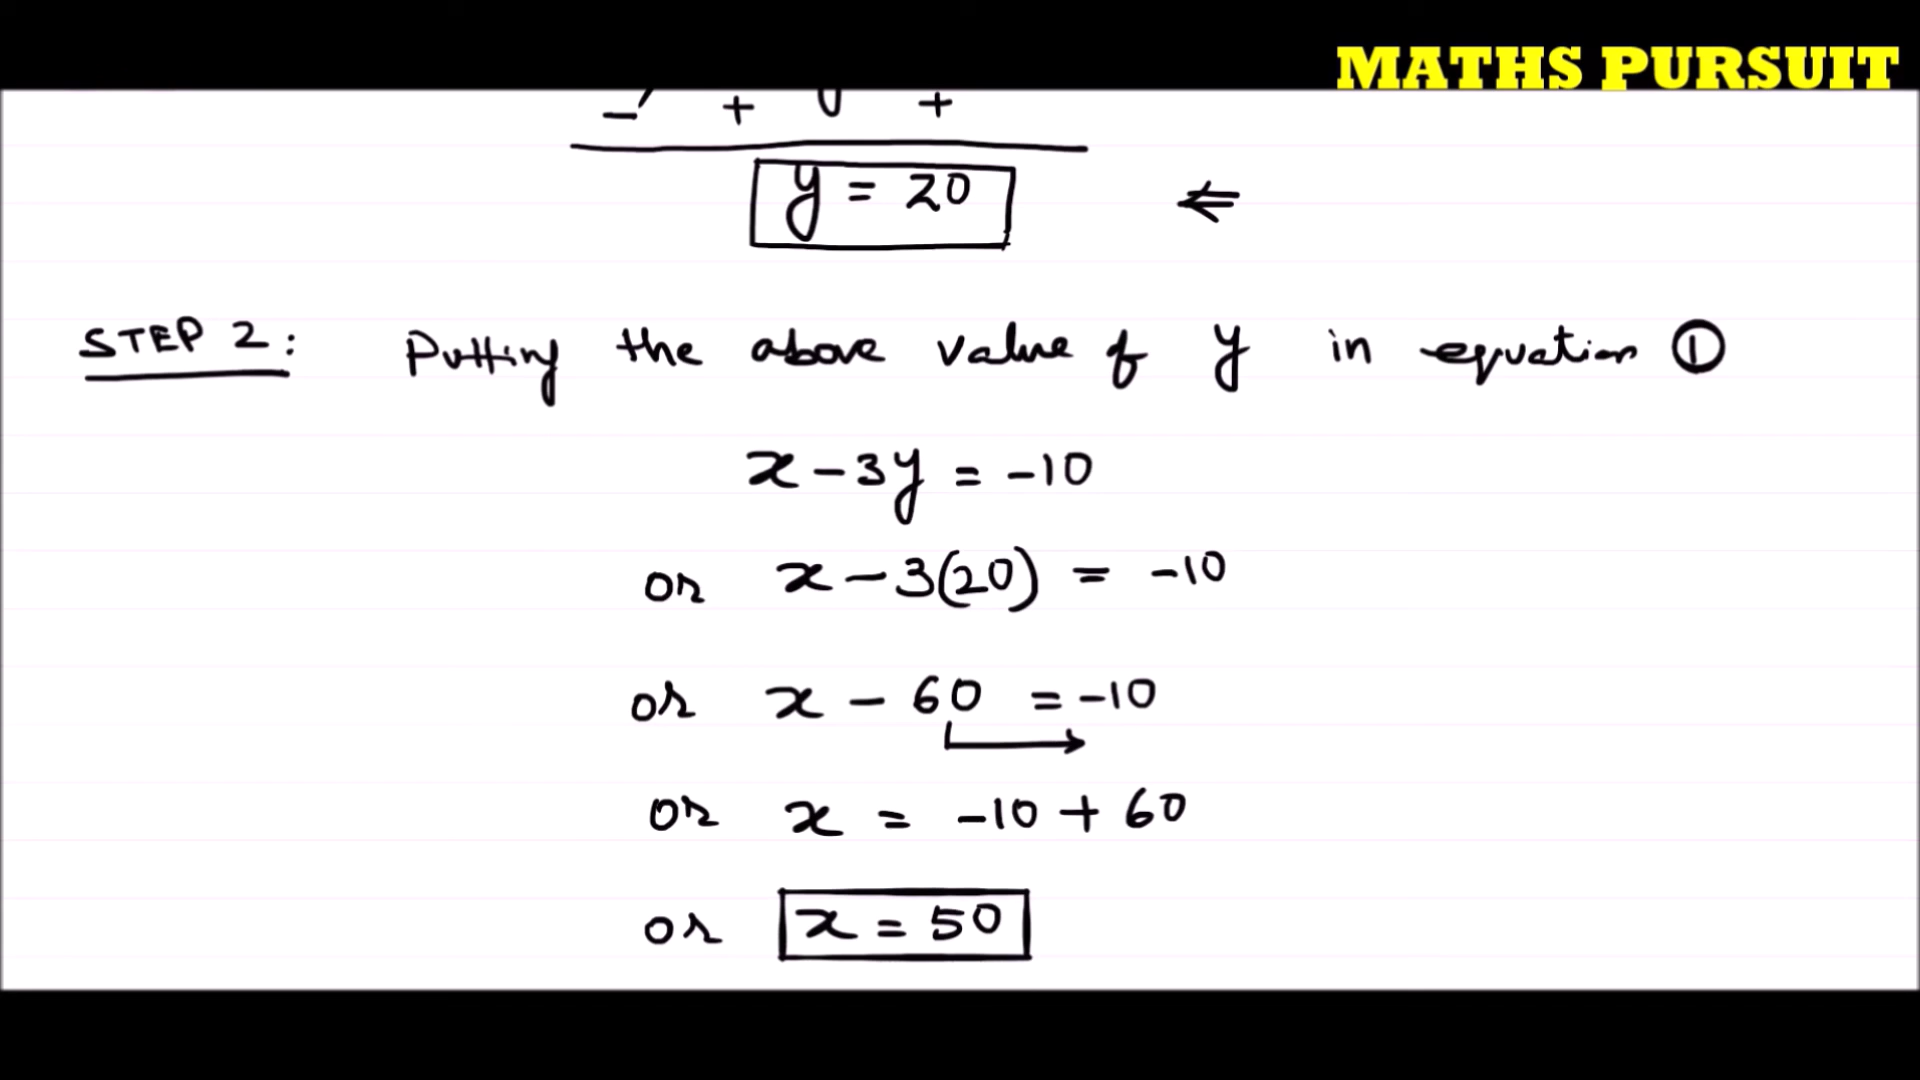 MATHS PURSUIT
- + +
y = 20 ⇐
STEP 2: Putting the above value of y in equation ①
x - 3y = -10
or x - 3(20) = -10
or x - 60 = -10
or x = -10 + 60
or x = 50